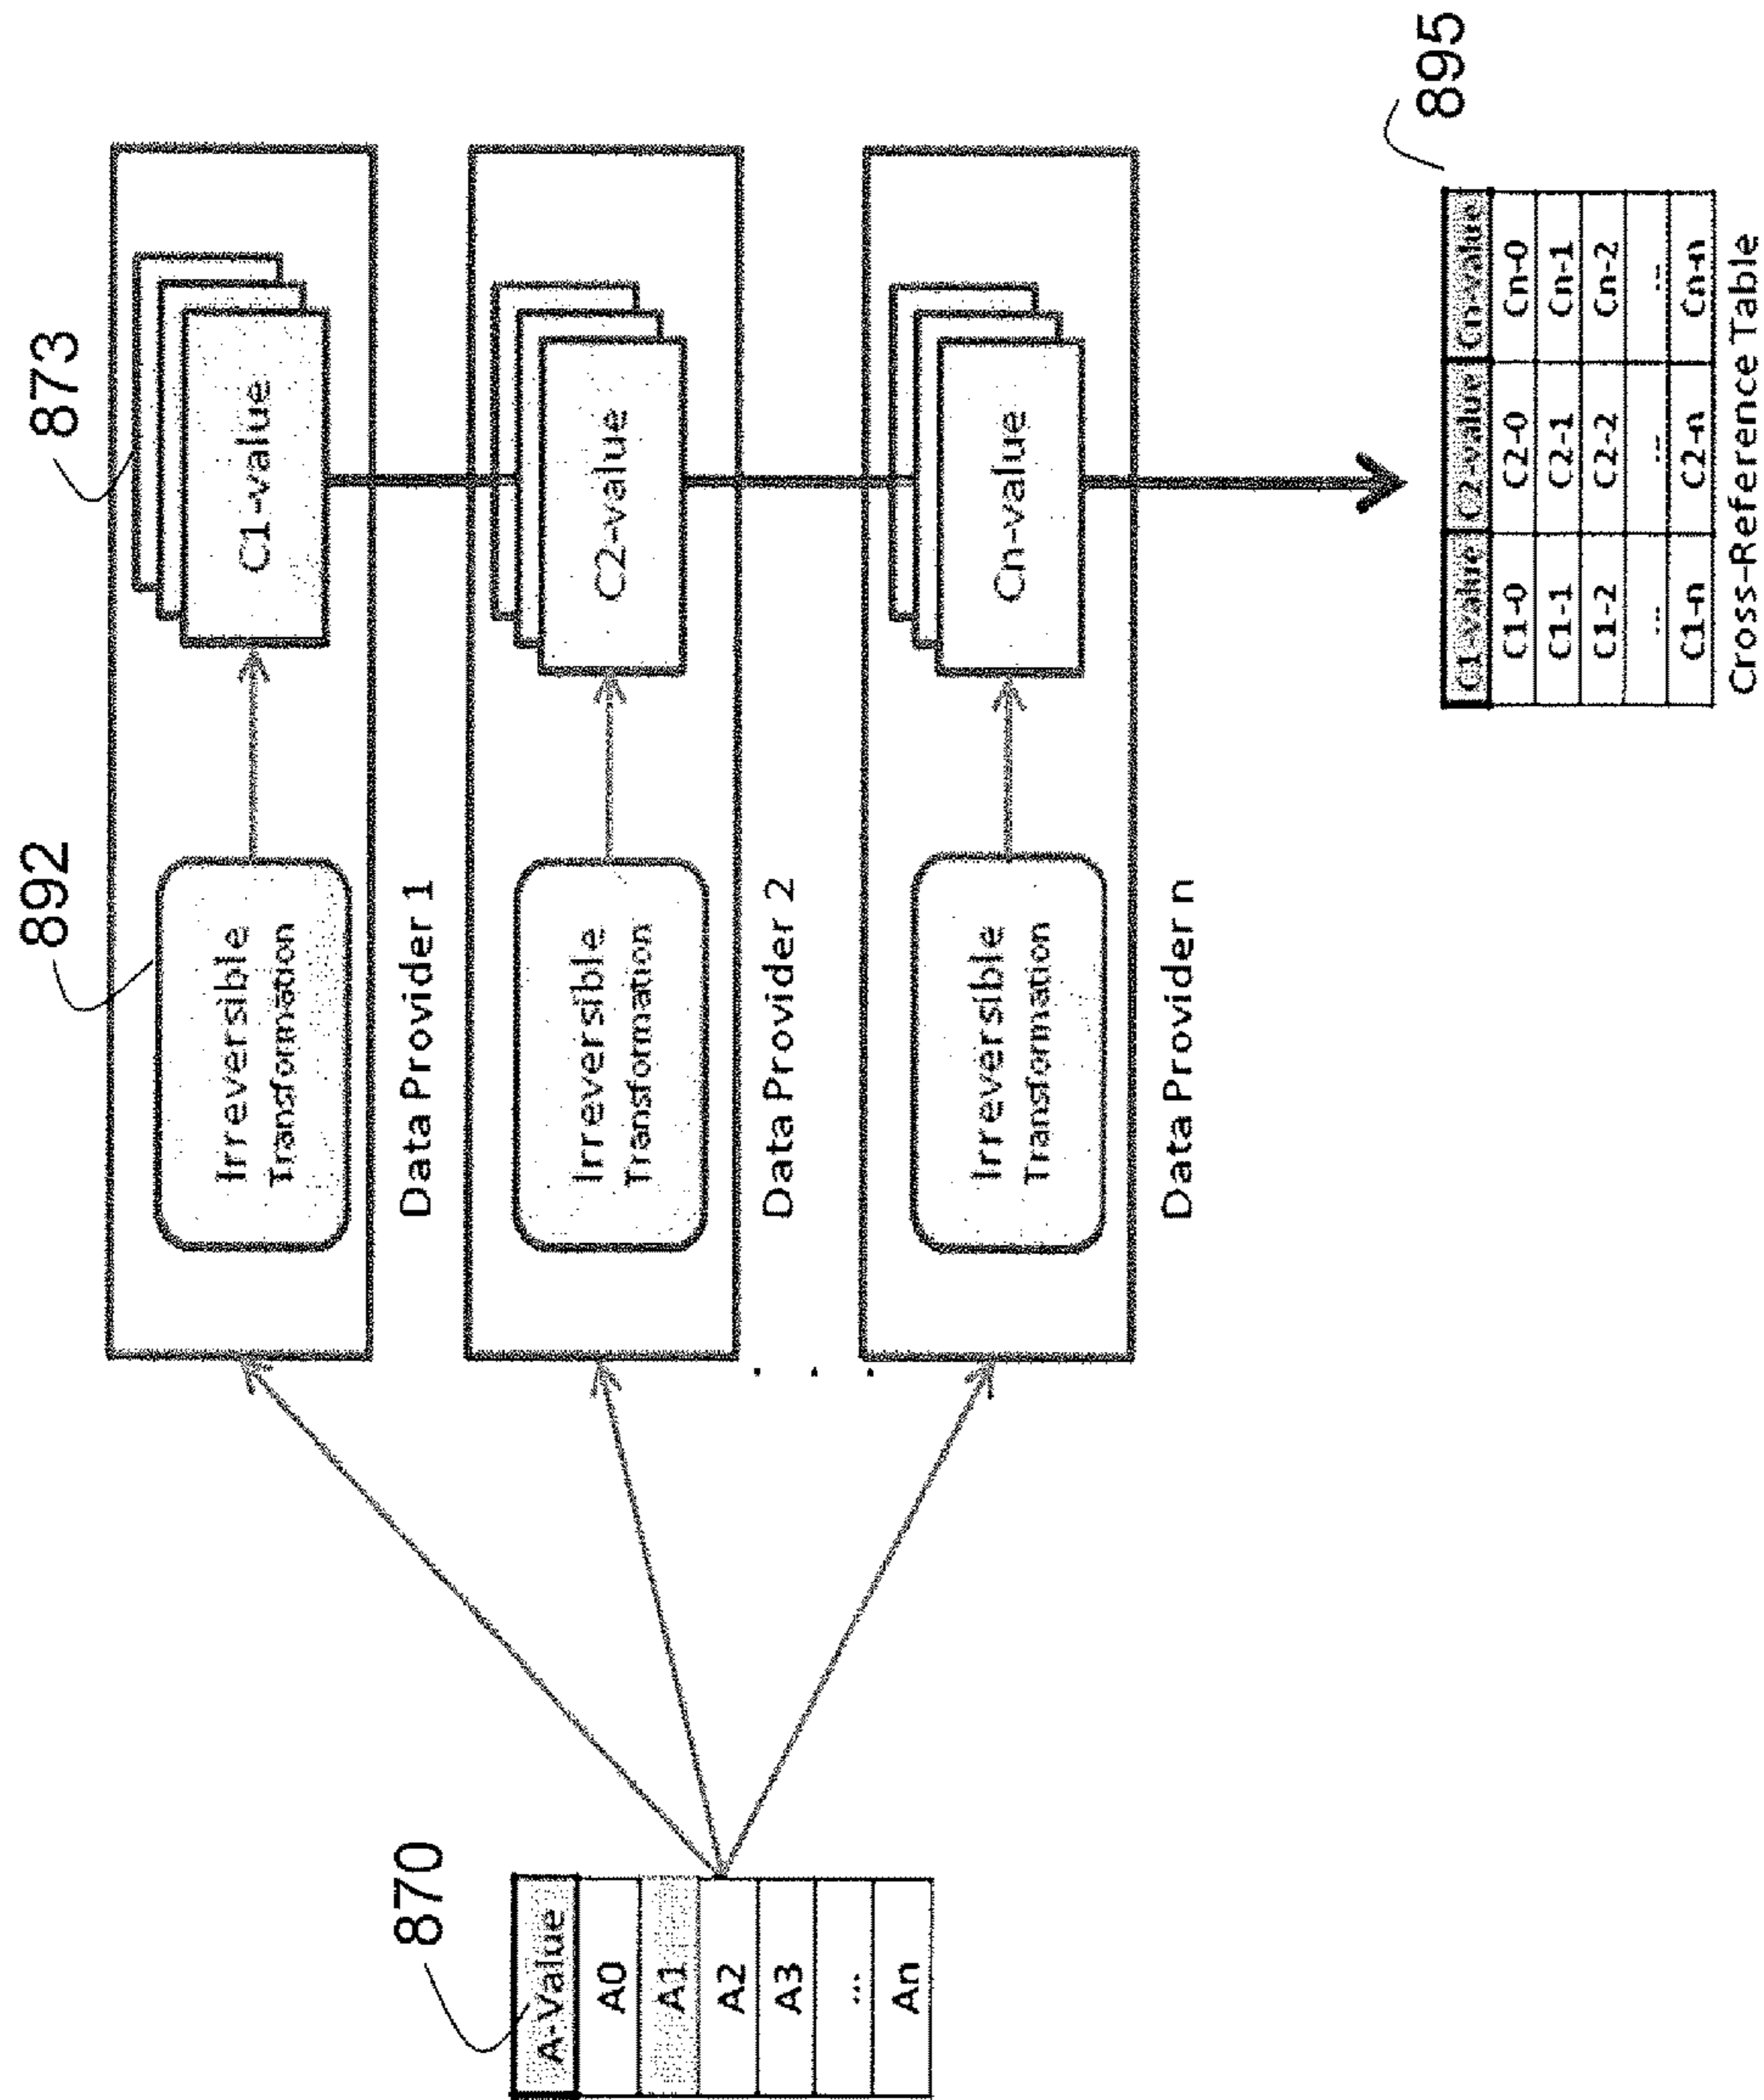 870
A-Value
A0
A1
A2
A3
...
An
892
873
Irreversible
Transformation
C1-value
Data Provider 1
Irreversible
Transformation
C2-value
Data Provider 2
. . .
Irreversible
Transformation
Cn-value
Data Provider n
895
C1-Value C2-value Cn-value
C1-0 C2-0 Cn-0
C1-1 C2-1 Cn-1
C1-2 C2-2 Cn-2
... ... ...
C1-n C2-n Cn-n
Cross-Reference Table